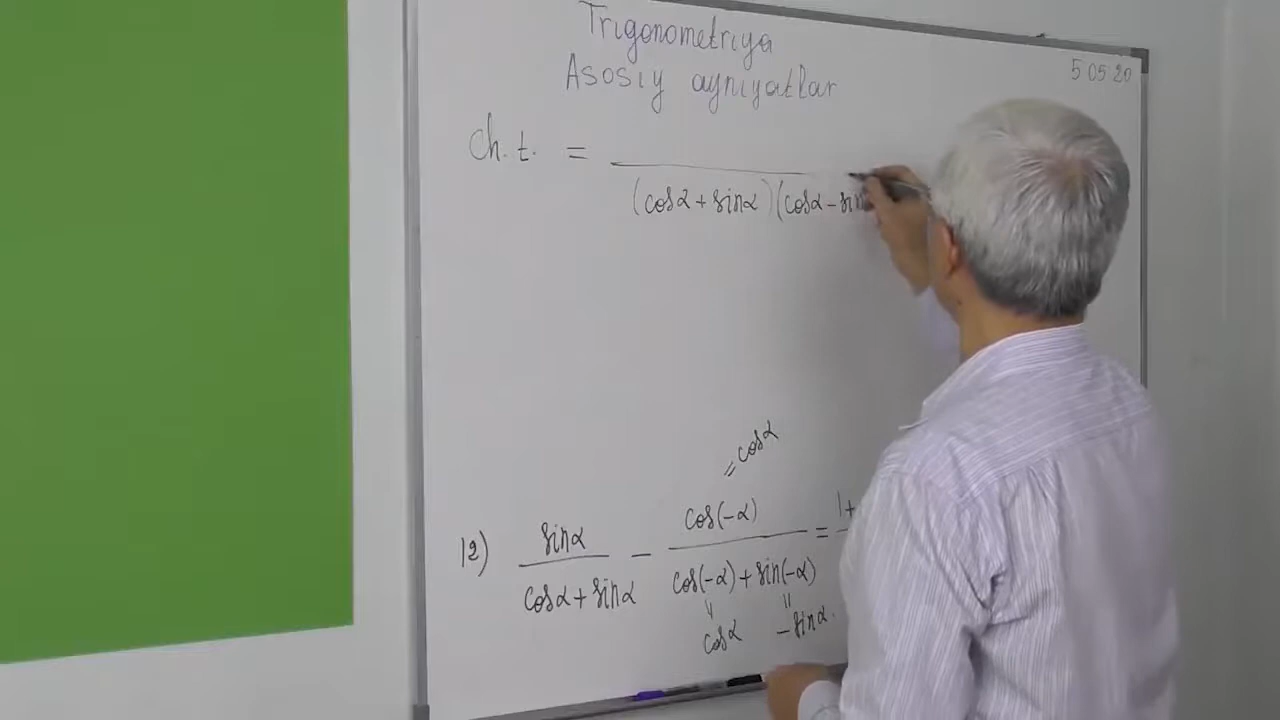 Trigonometriya
Asosiy ayniyatlar
5 05 20
Ch. t. =
(cosα + sinα)(cosα - sin
= cosα
12) sinα / cosα + sinα - cos(-α) / cos(-α) + sin(-α) = 1+
" "
cosα - sinα.